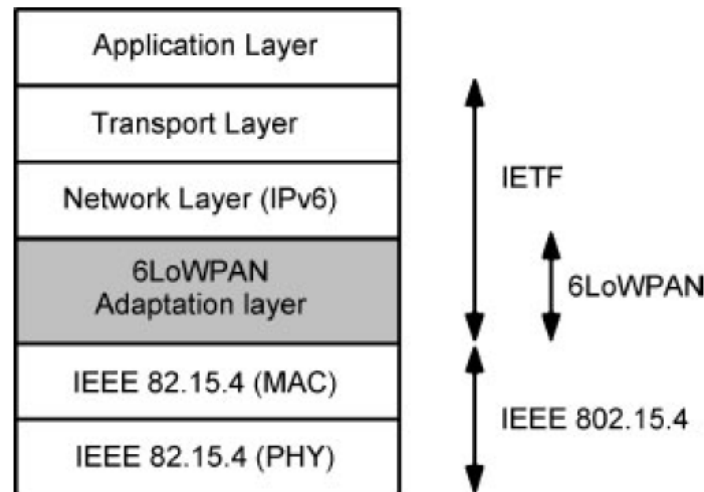 Application Layer
Transport Layer
Network Layer (IPv6)
6LoWPAN
Adaptation layer
IEEE 82.15.4 (MAC)
IEEE 82.15.4 (PHY)
IETF
6LoWPAN
IEEE 802.15.4